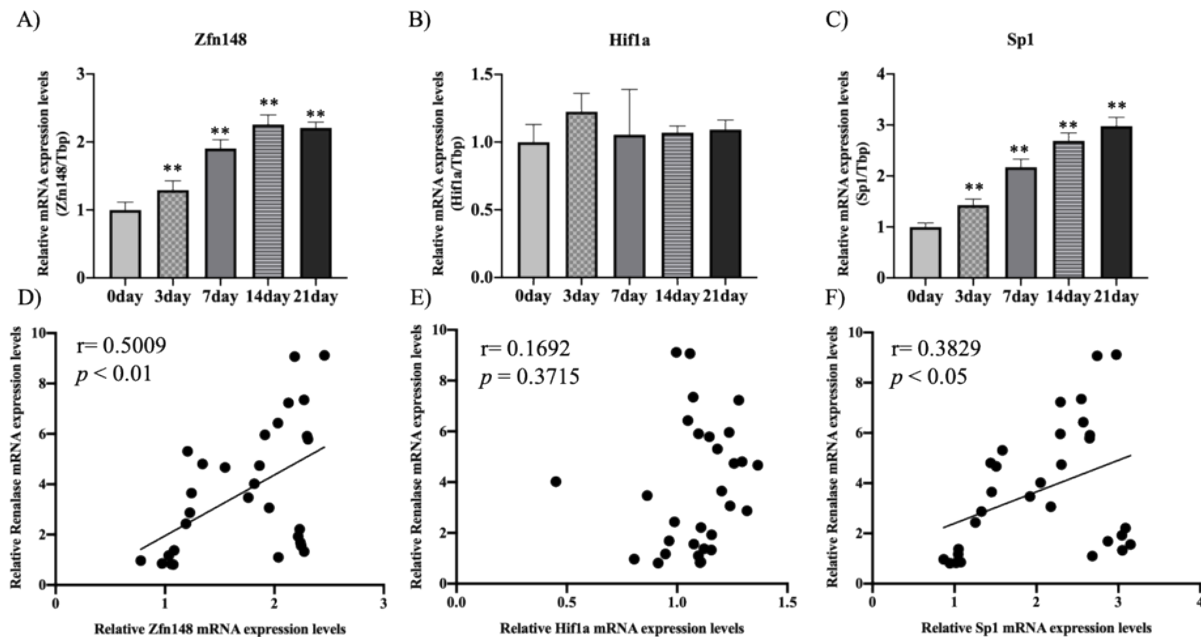 A)
Zfn148
Relative mRNA expression levels
(Zfn148/Tbp)
3
2
1
0
**
**
**
**
0day 3day 7day 14day 21day
B)
Hif1a
Relative mRNA expression levels
(Hif1a/Tbp)
1.5
1.0
0.5
0.0
0day 3day 7day 14day 21day
C)
Sp1
Relative mRNA expression levels
(Sp1/Tbp)
4
3
2
1
0
**
**
**
**
0day 3day 7day 14day 21day
D)
Relative Renalase mRNA expression levels
10
8
6
4
2
0
r= 0.5009
p < 0.01
0 1 2 3
Relative Zfn148 mRNA expression levels
E)
Relative Renalase mRNA expression levels
10
8
6
4
2
0
r= 0.1692
p = 0.3715
0.0 0.5 1.0 1.5
Relative Hif1a mRNA expression levels
F)
Relative Renalase mRNA expression levels
10
8
6
4
2
0
r= 0.3829
p < 0.05
0 1 2 3 4
Relative Sp1 mRNA expression levels